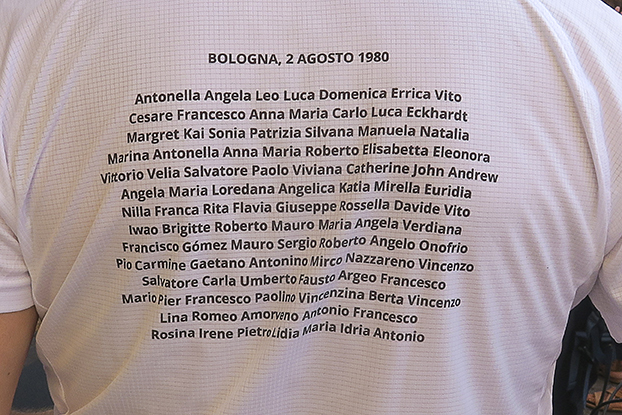 BOLOGNA, 2 AGOSTO 1980
Antonella Angela Leo Luca Domenica Errica Vito
Cesare Francesco Anna Maria Carlo Luca Eckhardt
Margret Kai Sonia Patrizia Silvana Manuela Natalia
Marina Antonella Anna Maria Roberto Elisabetta Eleonora
Vittorio Velia Salvatore Paolo Viviana Catherine John Andrew
Angela Maria Loredana Angelica Katia Mirella Euridia
Nilla Franca Rita Flavia Giuseppe Rossella Davide Vito
Iwao Brigitte Roberto Mauro Maria Angela Verdiana
Francisco Gómez Mauro Sergio Roberto Angelo Onofrio
Pio Carmine Gaetano Antonino Mirco Nazzareno Vincenzo
Salvatore Carla Umberto Fausto Argeo Francesco
Mario Pier Francesco Paolino Vincenzina Berta Vincenzo
Lina Romeo Amorveno Antonio Francesco
Rosina Irene Pietro Lidia Maria Idria Antonio